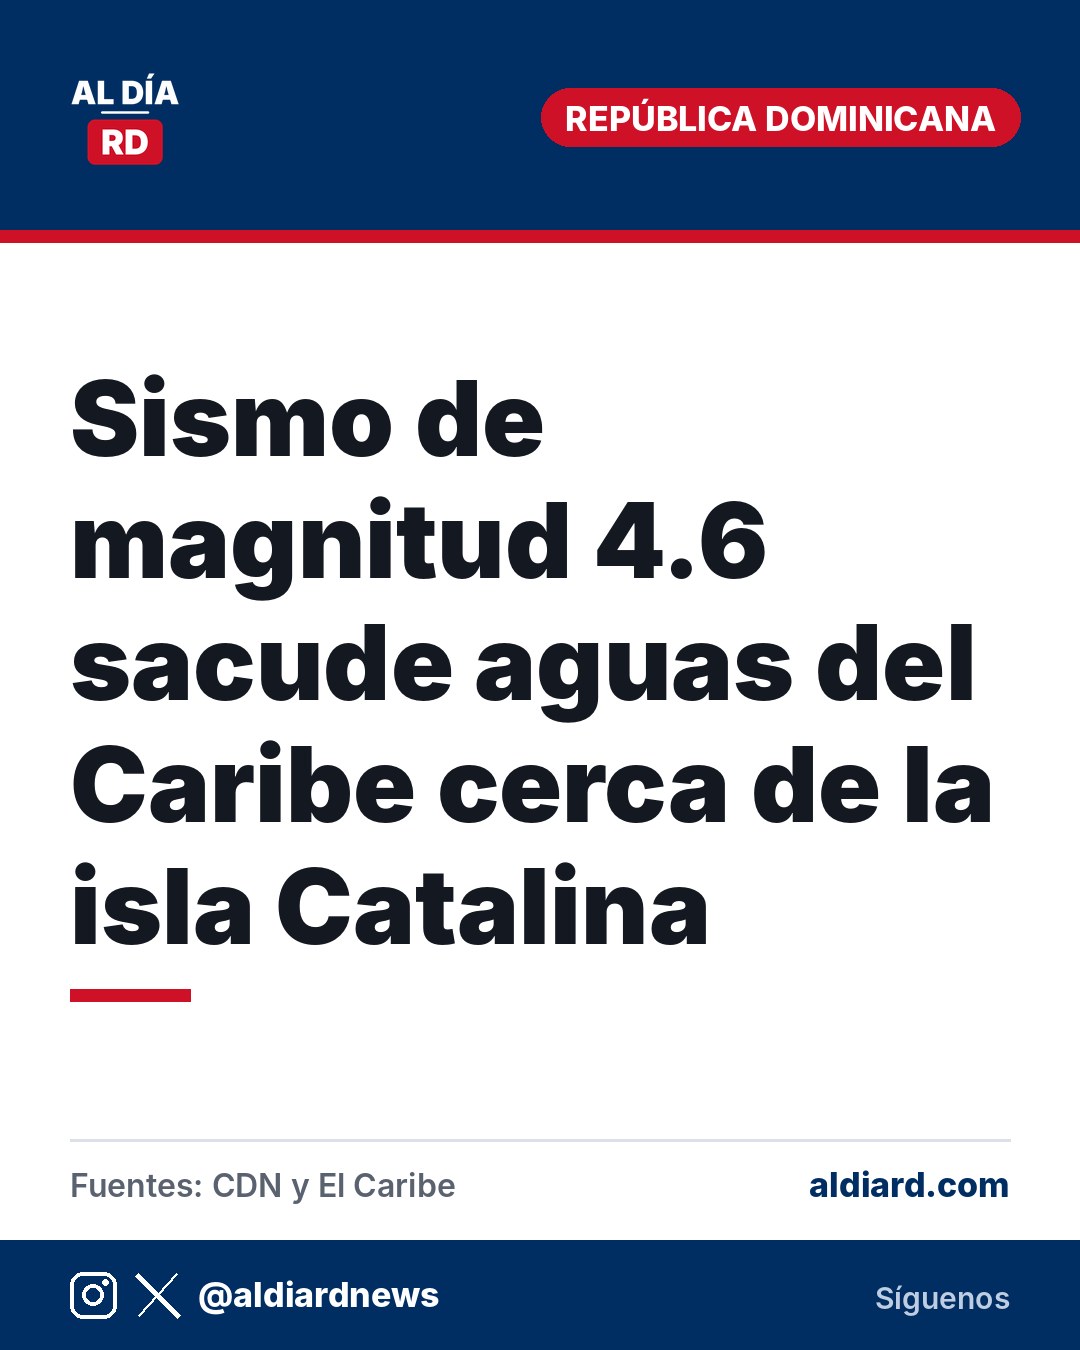 AL DÍA
RD
REPÚBLICA DOMINICANA
Sismo de
magnitud 4.6
sacude aguas del
Caribe cerca de la
isla Catalina
Fuentes: CDN y El Caribe
aldiard.com
@aldiardnews
Síguenos